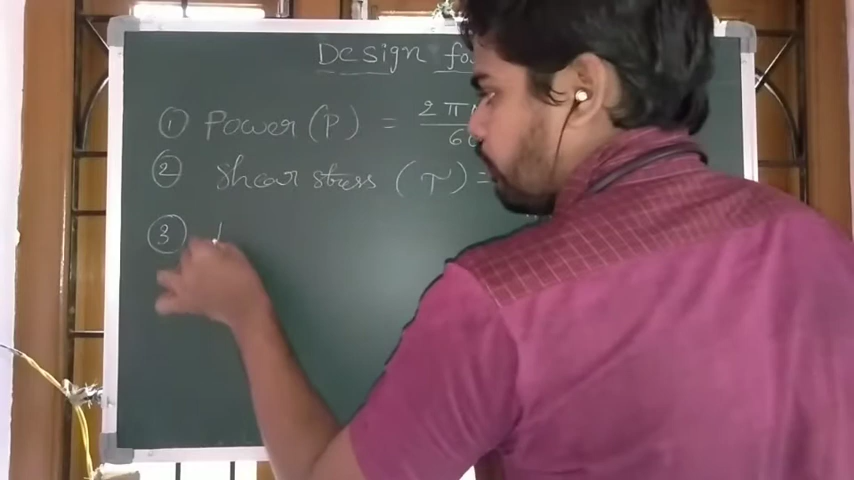 Design fo
① Power (P) = 2πN / 60
② Shear stress (τ) =
③